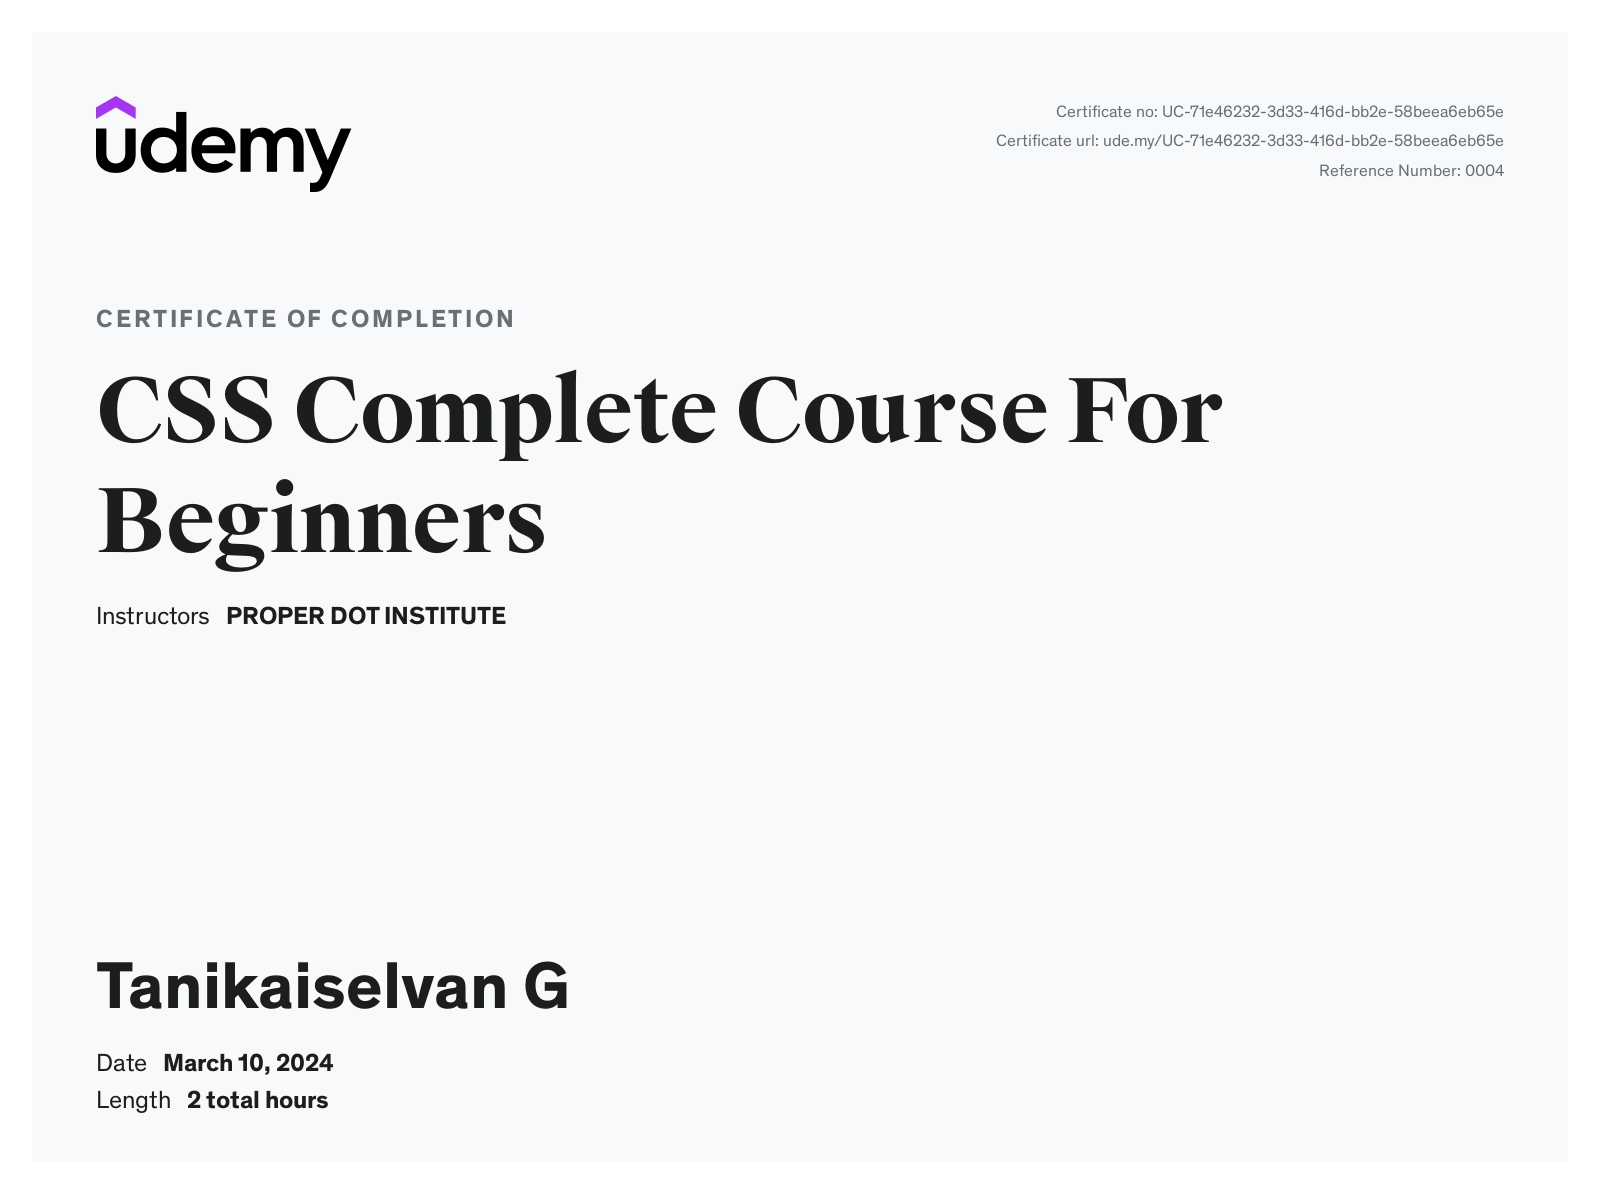 udemy
Certificate no: UC-71e46232-3d33-416d-bb2e-58beea6eb65e
Certificate url: ude.my/UC-71e46232-3d33-416d-bb2e-58beea6eb65e
Reference Number: 0004
CERTIFICATE OF COMPLETION
CSS Complete Course For
Beginners
Instructors PROPER DOT INSTITUTE
Tanikaiselvan G
Date March 10, 2024
Length 2 total hours